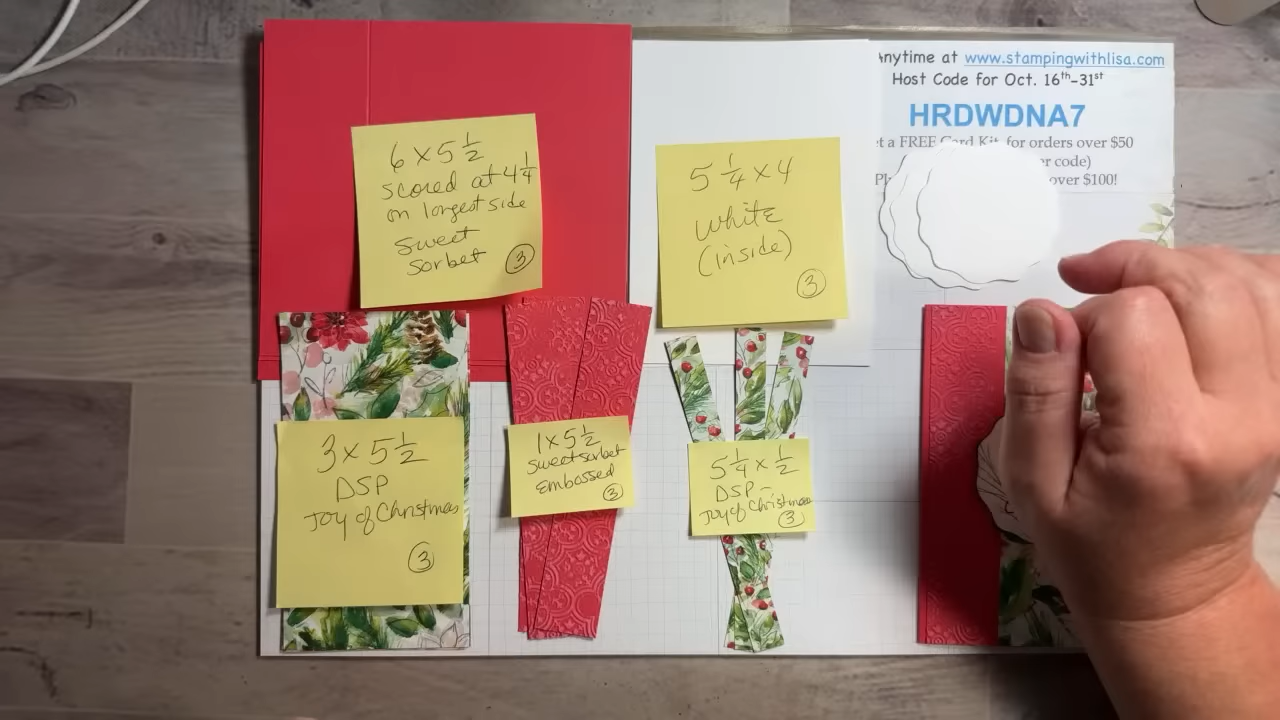 Anytime at www.stampingwithlisa.com
Host Code for Oct. 16th-31st
HRDWDNA7
a FREE Card Kit for orders over $50
code)
over $100!
6 x 5 1/2
scored at 4 1/4
on longest side
Sweet
Sorbet
3
5 1/4 x 4
White
(inside)
3
3 x 5 1/2
DSP
Joy of Christmas
3
1 x 5 1/2
Sweet Sorbet
Embossed
3
5 1/4 x 1/2
DSP -
Joy of Christmas
3